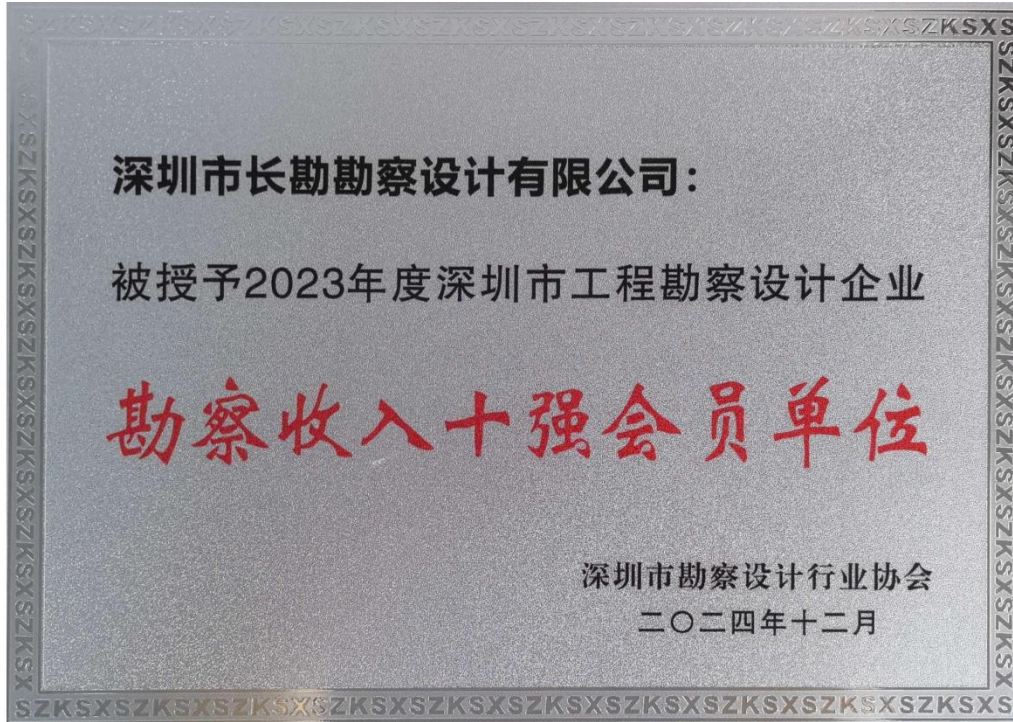 SZKSXSZKSXSZKSXSZKSXSZKSXSZKSXSZKSXS
深圳市长勘勘察设计有限公司：
被授予2023年度深圳市工程勘察设计企业
勘察收入十强会员单位
深圳市勘察设计行业协会
二〇二四年十二月
SZKSXSZKSXSZKSXSZKSXSZKSXSZKSXSZKSXS